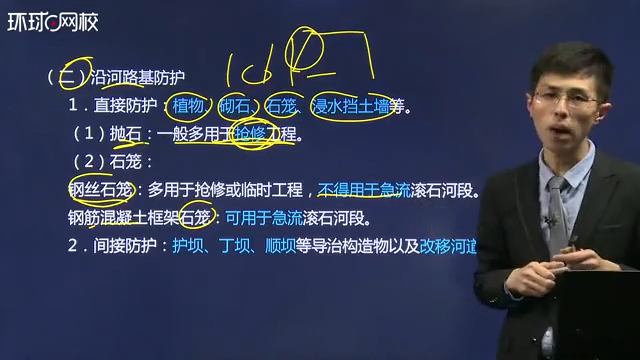 环球网校
（二）沿河路基防护
1．直接防护：植物、砌石、石笼、浸水挡土墙等。
（1）抛石：一般多用于抢修工程。
（2）石笼：
钢丝石笼：多用于抢修或临时工程，不得用于急流滚石河段。
钢筋混凝土框架石笼：可用于急流滚石河段。
2．间接防护：护坝、丁坝、顺坝等导治构造物以及改移河道